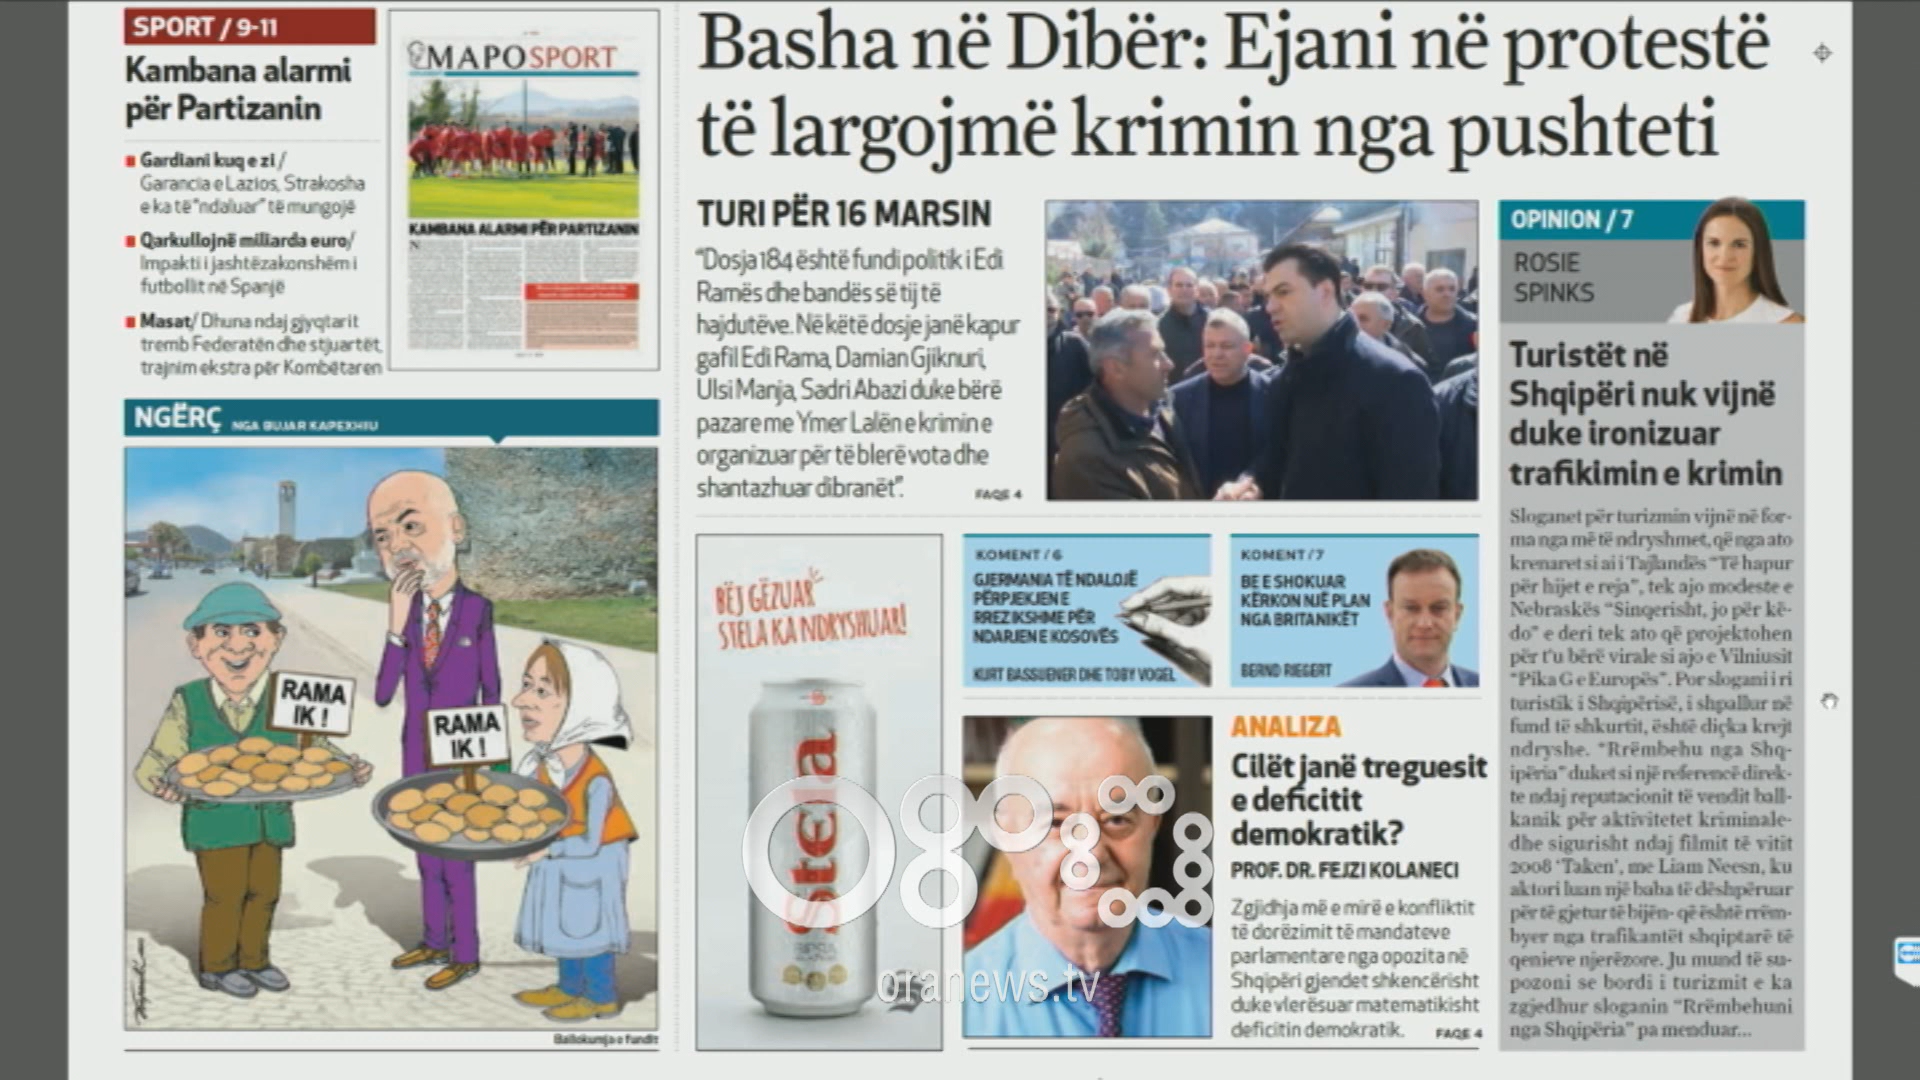 SPORT / 9-11
Kambana alarmi
për Partizanin
Gardiani kuq e zi /
Garancia e Lazios, Strakosha
e ka të "ndaluar" të mungojë
Qarkullojnë miliarda euro/
Impakti i jashtëzakonshëm i
futbollit në Spanjë
Masat/ Dhuna ndaj gjyqtarit
tremb Federatën dhe stjuartët,
trajnim ekstra për Kombëtaren
MAPOSPORT
KAMBANA ALARMI PËR PARTIZANIN
NGËRÇ NGA BUJAR KAPEXHIU
RAMA
IK !
RAMA
IK !
Ballokumja e fundit
Basha në Dibër: Ejani në protestë
të largojmë krimin nga pushteti
TURI PËR 16 MARSIN
"Dosja 184 është fundi politik i Edi
Ramës dhe bandës së tij të
hajdutëve. Në këtë dosje janë kapur
gafil Edi Rama, Damian Gjiknuri,
Ulsi Manja, Sadri Abazi duke bërë
pazare me Ymer Lalën e krimin e
organizuar për të blerë vota dhe
shantazhuar dibranët".
FAQE 4
BËJ GËZUAR
STELA KA NDRYSHUAR!
Stela
KOMENT / 6
GJERMANIA TË NDALOJË
PËRPJEKJEN E
RREZIKSHME PËR
NDARJEN E KOSOVËS
KURT BASSUENER DHE TOBY VOGEL
KOMENT / 7
BE E SHOKUAR
KËRKON NJË PLAN
NGA BRITANIKËT
BERND RIEGERT
ANALIZA
Cilët janë treguesit
e deficitit
demokratik?
PROF. DR. FEJZI KOLANECI
Zgjidhja më e mirë e konfliktit
të dorëzimit të mandateve
parlamentare nga opozita në
Shqipëri gjendet shkencërisht
duke vlerësuar matematikisht
deficitin demokratik.
FAQE 4
OPINION / 7
ROSIE
SPINKS
Turistët në
Shqipëri nuk vijnë
duke ironizuar
trafikimin e krimin
Sloganet për turizmin vijnë në for-
ma nga më të ndryshmet, që nga ato
krenaret si ai i Tajlandës "Të hapur
për hijet e reja", tek ajo modeste e
Nebraskës "Sinqerisht, jo për kë-
do" e deri tek ato që projektohen
për t'u bërë virale si ajo e Vilniusit
"Pika G e Europës". Por slogani i ri
turistik i Shqipërisë, i shpallur në
fund të shkurtit, është diçka krejt
ndryshe. "Rrëmbehu nga Shq-
ipëria" duket si një referencë direk-
te ndaj reputacionit të vendit ball-
kanik për aktivitetet kriminale-
dhe sigurisht ndaj filmit të vitit
2008 'Taken', me Liam Neesn, ku
aktori luan një baba të dëshpëruar
për të gjetur të bijën- që është rrëm-
byer nga trafikantët shqiptarë të
qenieve njerëzore. Ju mund të su-
pozoni se bordi i turizmit e ka
zgjedhur sloganin "Rrëmbehuni
nga Shqipëria" pa menduar...
oranews.tv